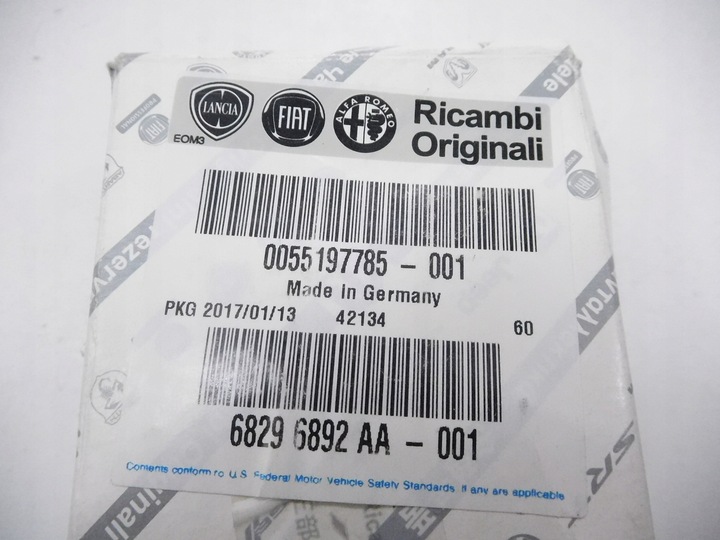 LANCIA FIAT ALFA ROMEO Ricambi
Originali
EOM3
0055197785 - 001
Made in Germany
PKG 2017/01/13 42134 60
6829 6892 AA - 001
Contents conform to U.S. Federal Motor Vehicle Safety Standards. If any are applicable